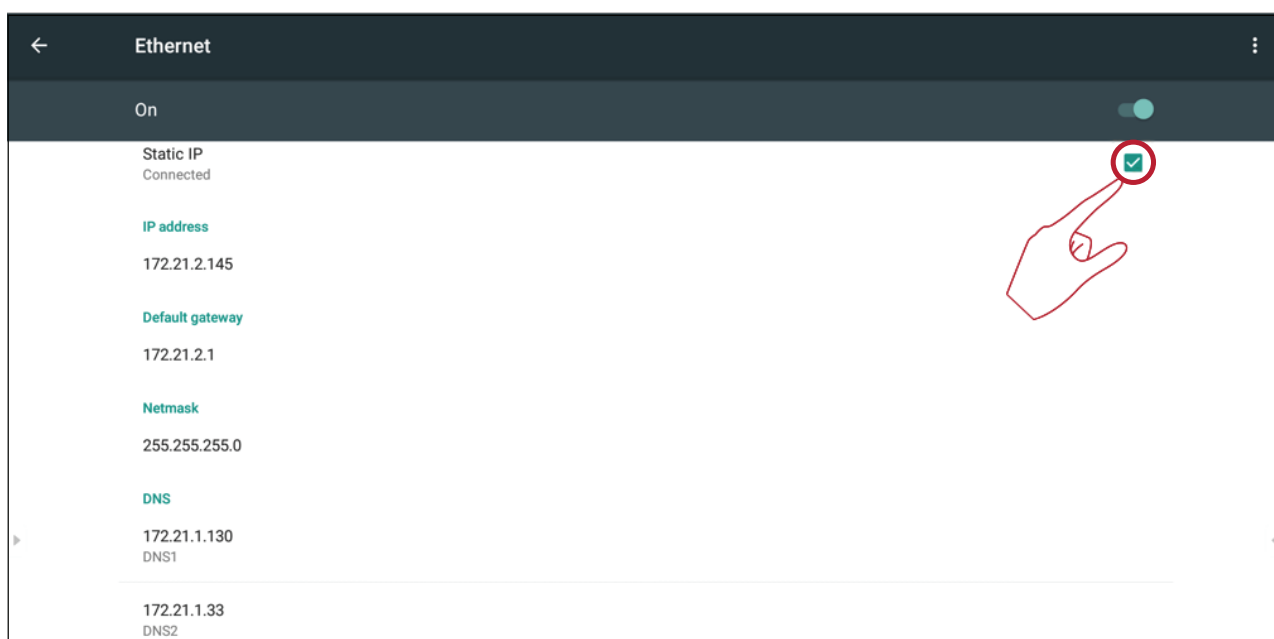 Ethernet
On
Static IP
Connected
IP address
172.21.2.145
Default gateway
172.21.2.1
Netmask
255.255.255.0
DNS
172.21.1.130
DNS1
172.21.1.33
DNS2